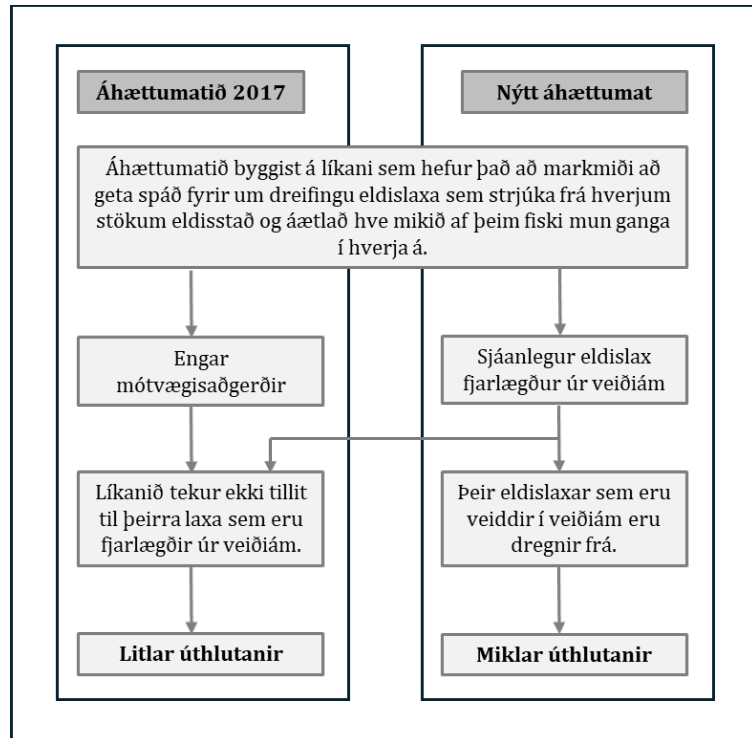 Áhættumatið 2017
Nýtt áhættumat
Áhættumatið byggist á líkani sem hefur það að markmiði að
geta spáð fyrir um dreifingu eldislaxa sem strjúka frá hverjum
stökum eldisstað og áætlað hve mikið af þeim fiski mun ganga
í hverja á.
Engar
mótvægisaðgerðir
Sjáanlegur eldislax
fjarlægður úr veiðiám
Líkanið tekur ekki tillit
til þeirra laxa sem eru
fjarlægðir úr veiðiám.
Þeir eldislaxar sem eru
veiddir í veiðiám eru
dregnir frá.
Litlar úthlutanir
Miklar úthlutanir